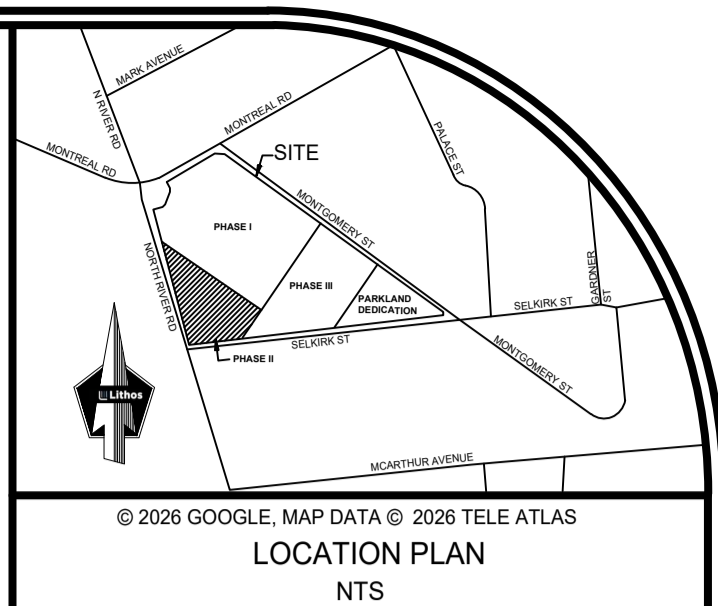 MARK AVENUE
N RIVER RD
MONTREAL RD
MONTREAL RD
PALACE ST
SITE
MONTGOMERY ST
PHASE I
NORTH RIVER RD
PHASE III
PARKLAND
DEDICATION
GARDNER
ST
SELKIRK ST
SELKIRK ST
PHASE II
MONTGOMERY ST
Lithos
MCARTHUR AVENUE
© 2026 GOOGLE, MAP DATA © 2026 TELE ATLAS
LOCATION PLAN
NTS